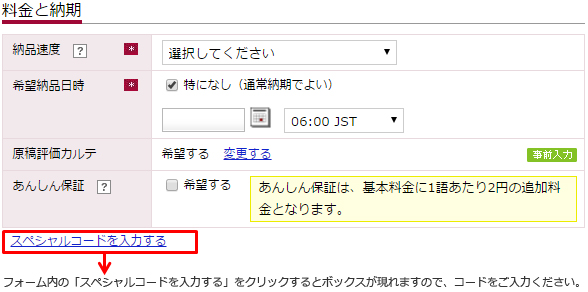 料金と納期
納品速度 ? * 選択してください
希望納品日時 * 特になし（通常納期でよい）
06:00 JST
原稿評価カルテ 希望する 変更する 事前入力
あんしん保証 ? 希望する あんしん保証は、基本料金に1語あたり2円の追加料
金となります。
スペシャルコードを入力する
フォーム内の「スペシャルコードを入力する」をクリックするとボックスが現れますので、コードをご入力ください。